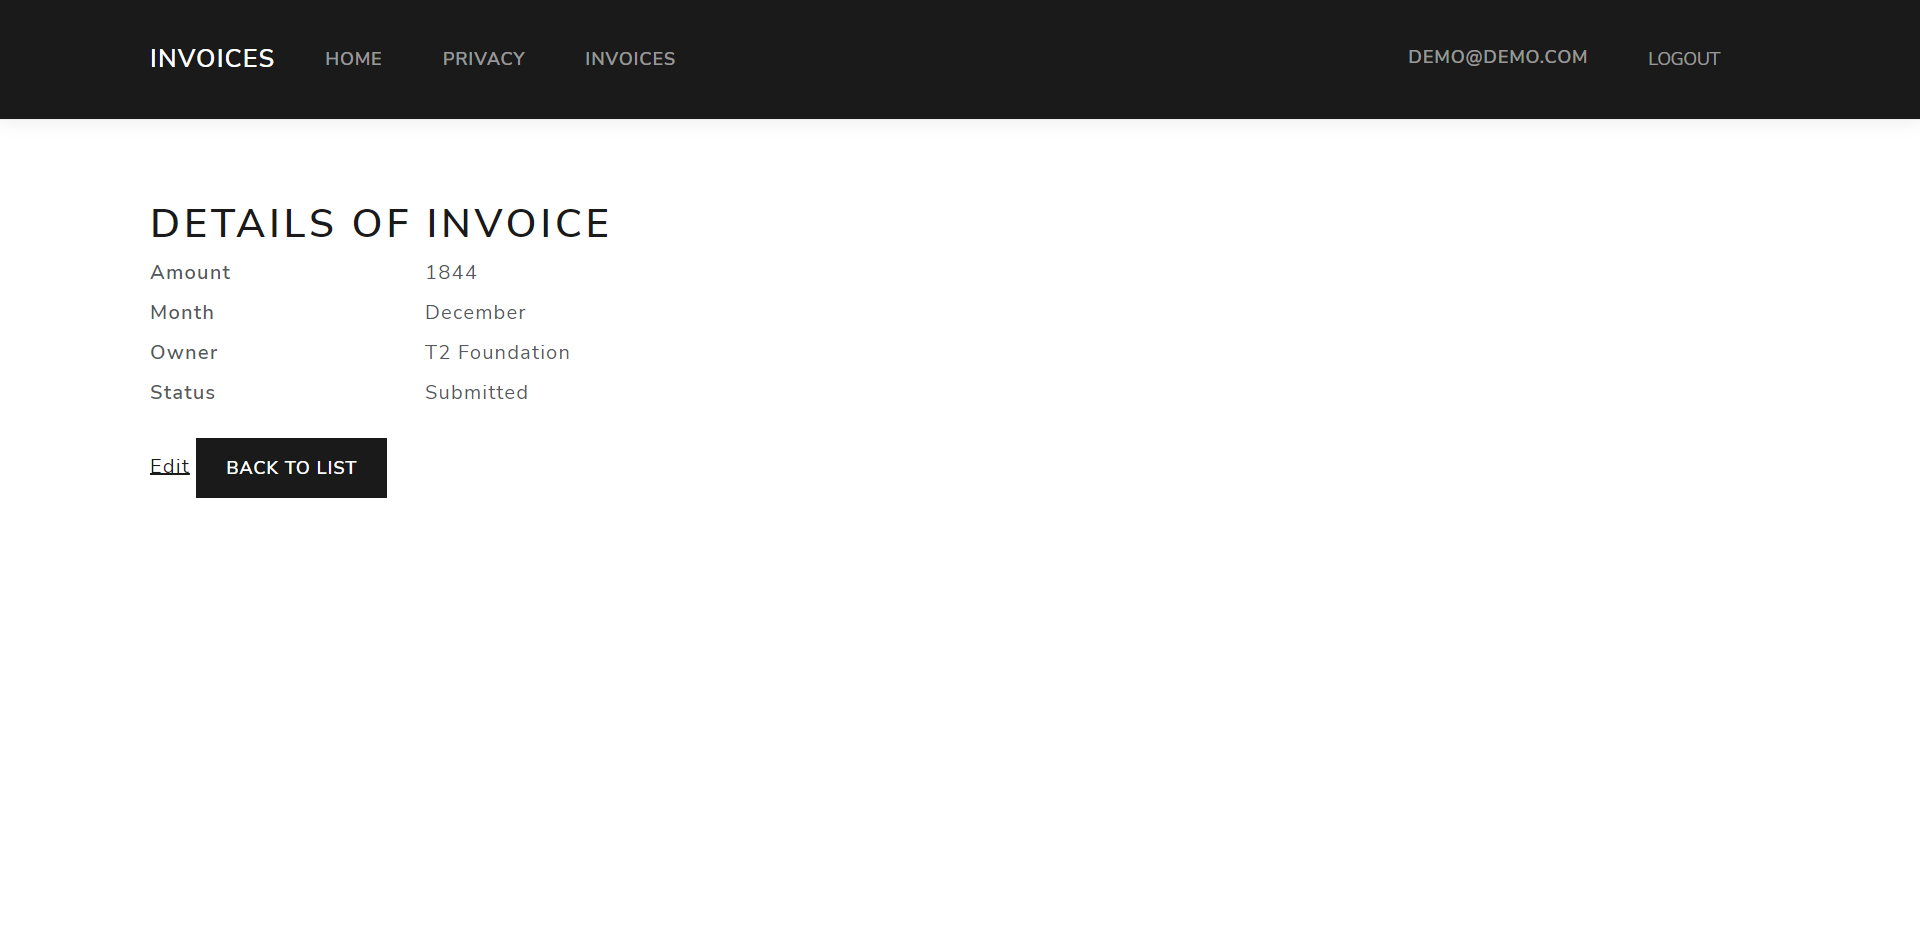 INVOICES HOME PRIVACY INVOICES DEMO@DEMO.COM LOGOUT
DETAILS OF INVOICE
Amount 1844
Month December
Owner T2 Foundation
Status Submitted
Edit BACK TO LIST